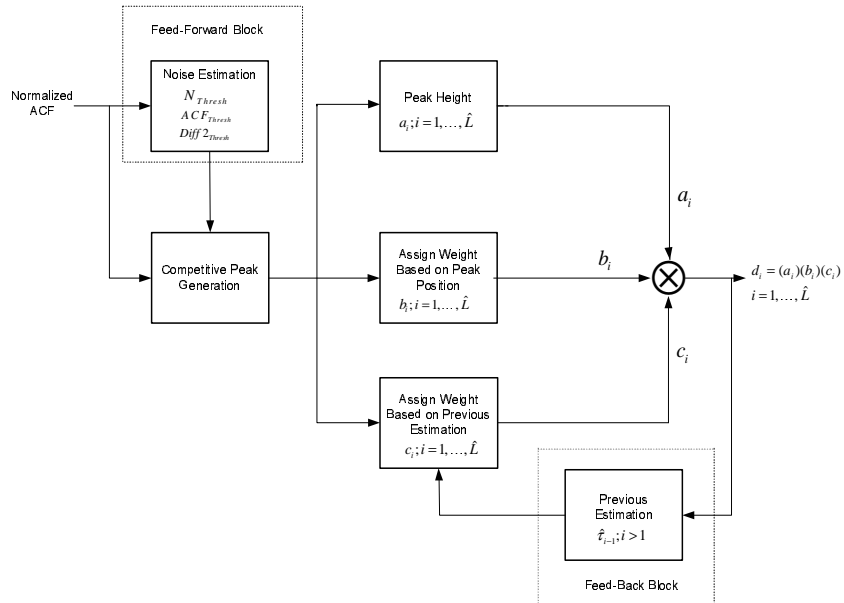 Feed-Forward Block
Normalized
ACF
Noise Estimation
N_Thresh
ACF_Thresh
Diff 2_Thresh
Competitive Peak
Generation
Peak Height
a_i; i = 1,…, L̂
Assign Weight
Based on Peak
Position
b_i; i = 1,…, L̂
Assign Weight
Based on Previous
Estimation
c_i; i = 1,…, L̂
a_i
b_i
c_i
d_i = (a_i)(b_i)(c_i)
i = 1,…, L̂
Previous
Estimation
τ̂_{i−1}; i > 1
Feed-Back Block